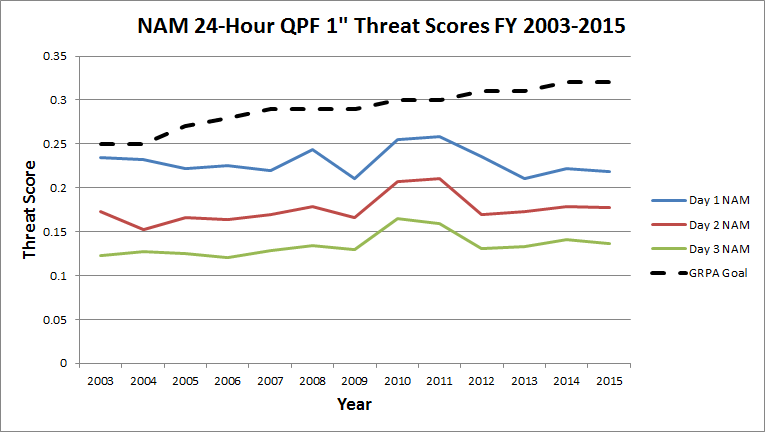 NAM 24-Hour QPF 1" Threat Scores FY 2003-2015
0.35
0.3
0.25
0.2
0.15
0.1
0.05
0
Threat Score
2003 2004 2005 2006 2007 2008 2009 2010 2011 2012 2013 2014 2015
Year
Day 1 NAM
Day 2 NAM
Day 3 NAM
GRPA Goal